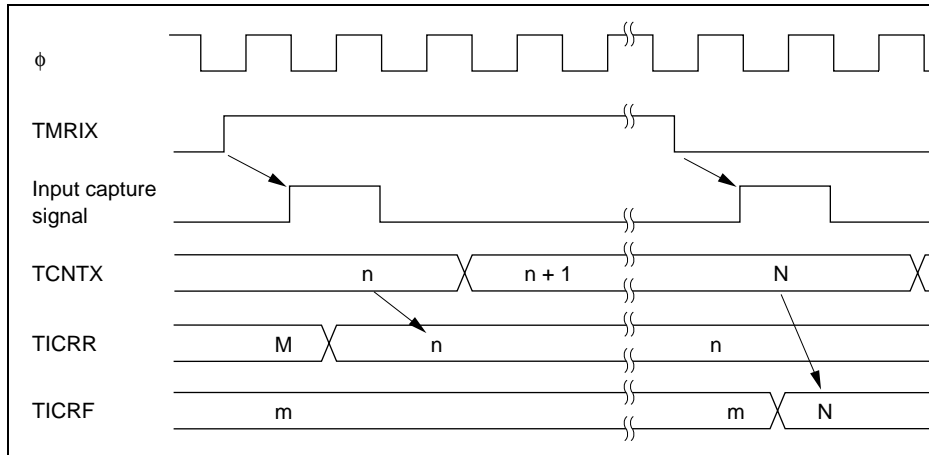 ϕ
TMRIX
Input capture
signal
TCNTX n n + 1 N
TICRR M n n
TICRF m m N